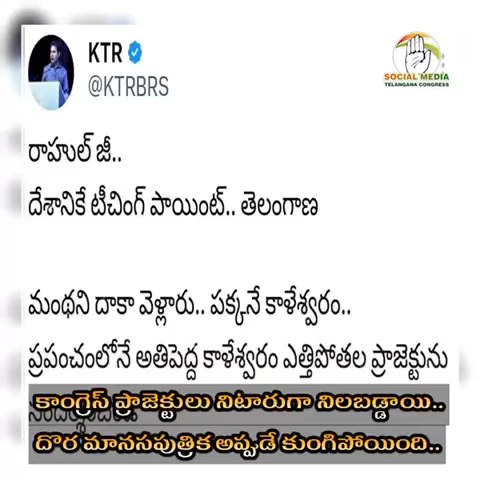 KTR
@KTRBRS
SOCIAL MEDIA
TELANGANA CONGRESS
రాహుల్ జీ..
దేశానికే టీచింగ్ పాయింట్.. తెలంగాణ
మంథని దాకా వెళ్లారు.. పక్కనే కాళేశ్వరం..
ప్రపంచంలోనే అతిపెద్ద కాళేశ్వరం ఎత్తిపోతల ప్రాజెక్టును
కాంగ్రెస్ ప్రాజెక్టులు నిటారుగా నిలబడ్డాయి..
దొర మానసపుత్రిక అప్పుడే కుంగిపోయింది..